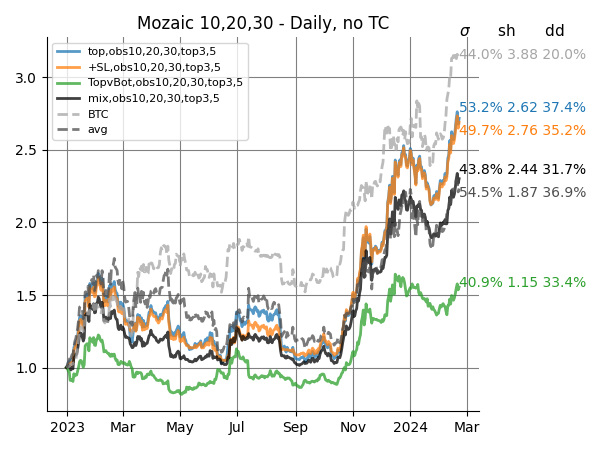 Mozaic 10,20,30 - Daily, no TC
σ sh dd
top,obs10,20,30,top3,5
+SL,obs10,20,30,top3,5
TopvBot,obs10,20,30,top3,5
mix,obs10,20,30,top3,5
BTC
avg
44.0% 3.88 20.0%
53.2% 2.62 37.4%
49.7% 2.76 35.2%
43.8% 2.44 31.7%
54.5% 1.87 36.9%
40.9% 1.15 33.4%
3.0
2.5
2.0
1.5
1.0
2023 Mar May Jul Sep Nov 2024 Mar